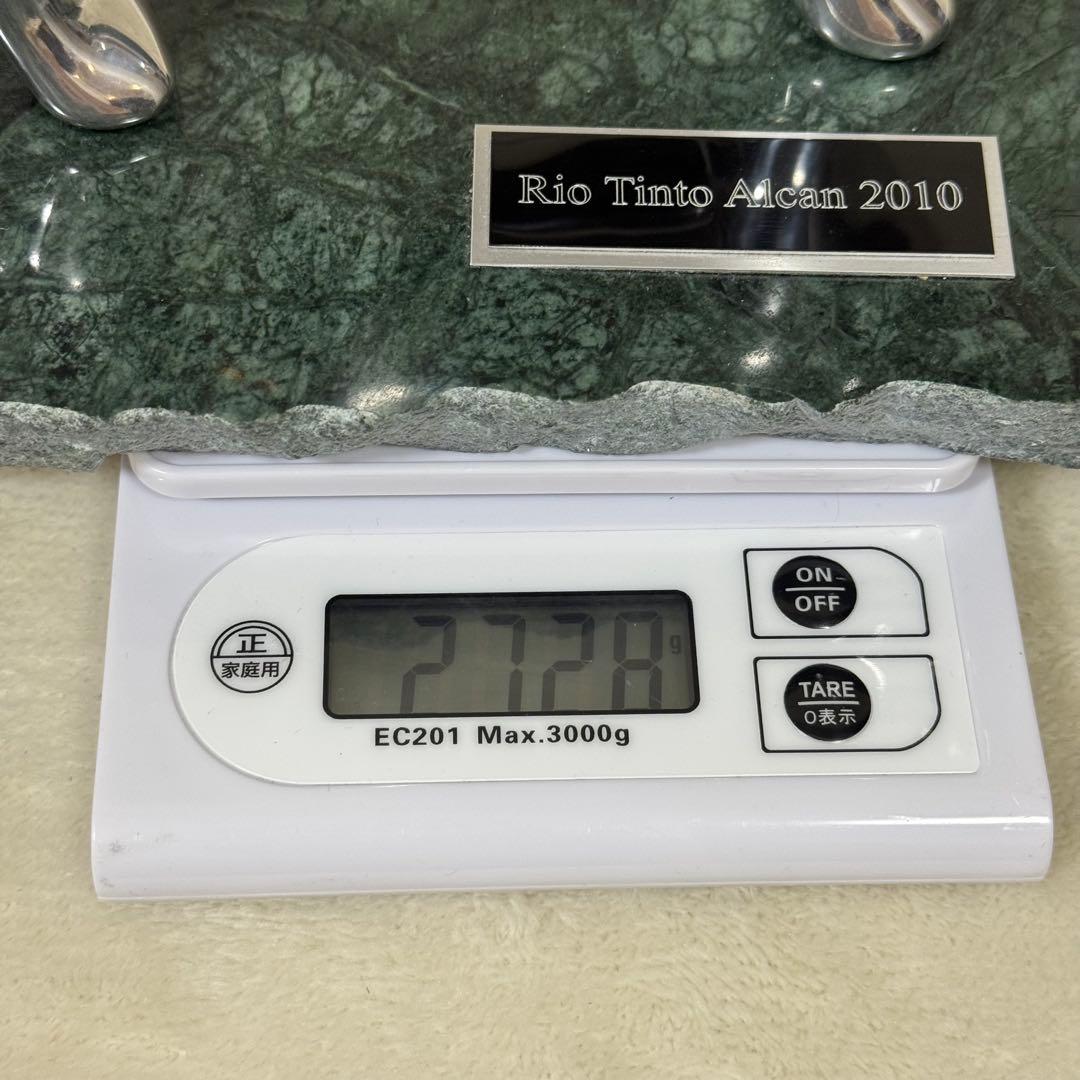 Rio Tinto Alcan 2010
正
家庭用
2728g
ON
OFF
TARE
0表示
EC201 Max.3000g